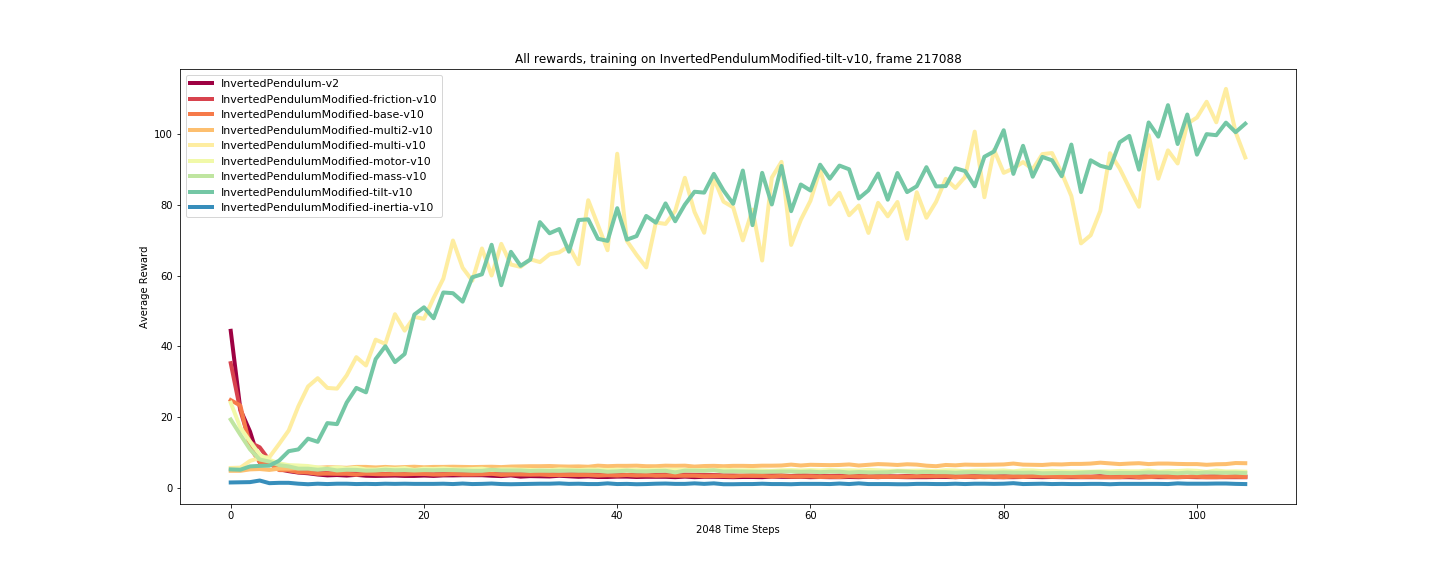 All rewards, training on InvertedPendulumModified-tilt-v10, frame 217088
InvertedPendulum-v2
InvertedPendulumModified-friction-v10
InvertedPendulumModified-base-v10
InvertedPendulumModified-multi2-v10
InvertedPendulumModified-multi-v10
InvertedPendulumModified-motor-v10
InvertedPendulumModified-mass-v10
InvertedPendulumModified-tilt-v10
InvertedPendulumModified-inertia-v10
100
80
60
40
20
0
Average Reward
0 20 40 60 80 100
2048 Time Steps